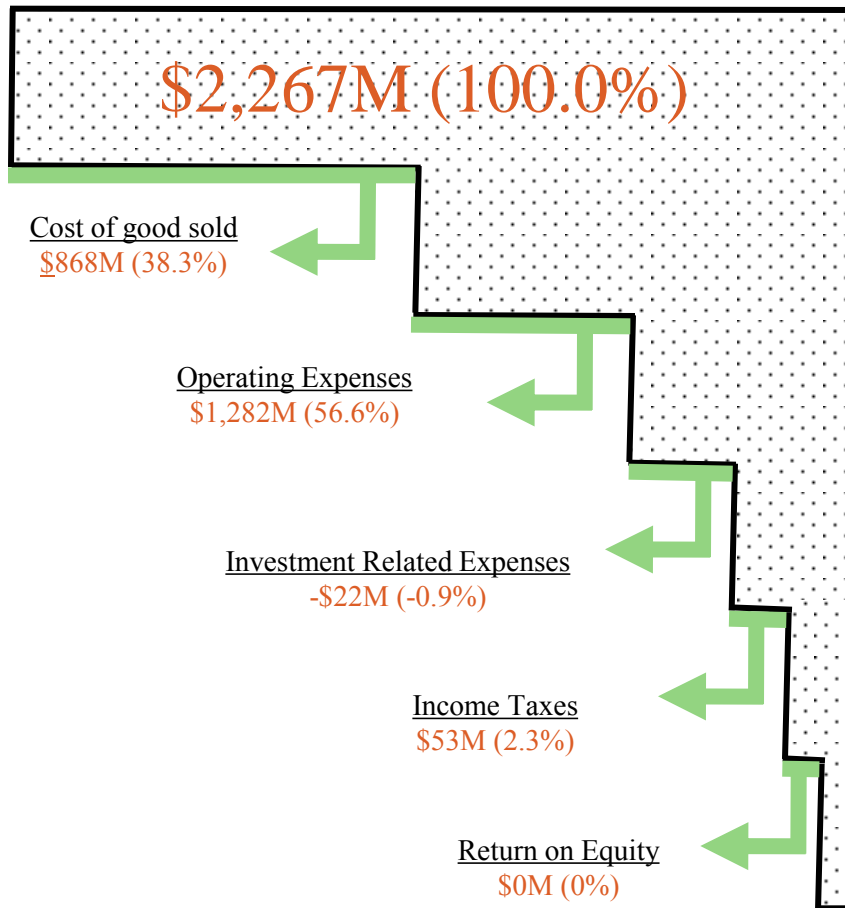 $2,267M (100.0%)
Cost of good sold
$868M (38.3%)
Operating Expenses
$1,282M (56.6%)
Investment Related Expenses
-$22M (-0.9%)
Income Taxes
$53M (2.3%)
Return on Equity
$0M (0%)